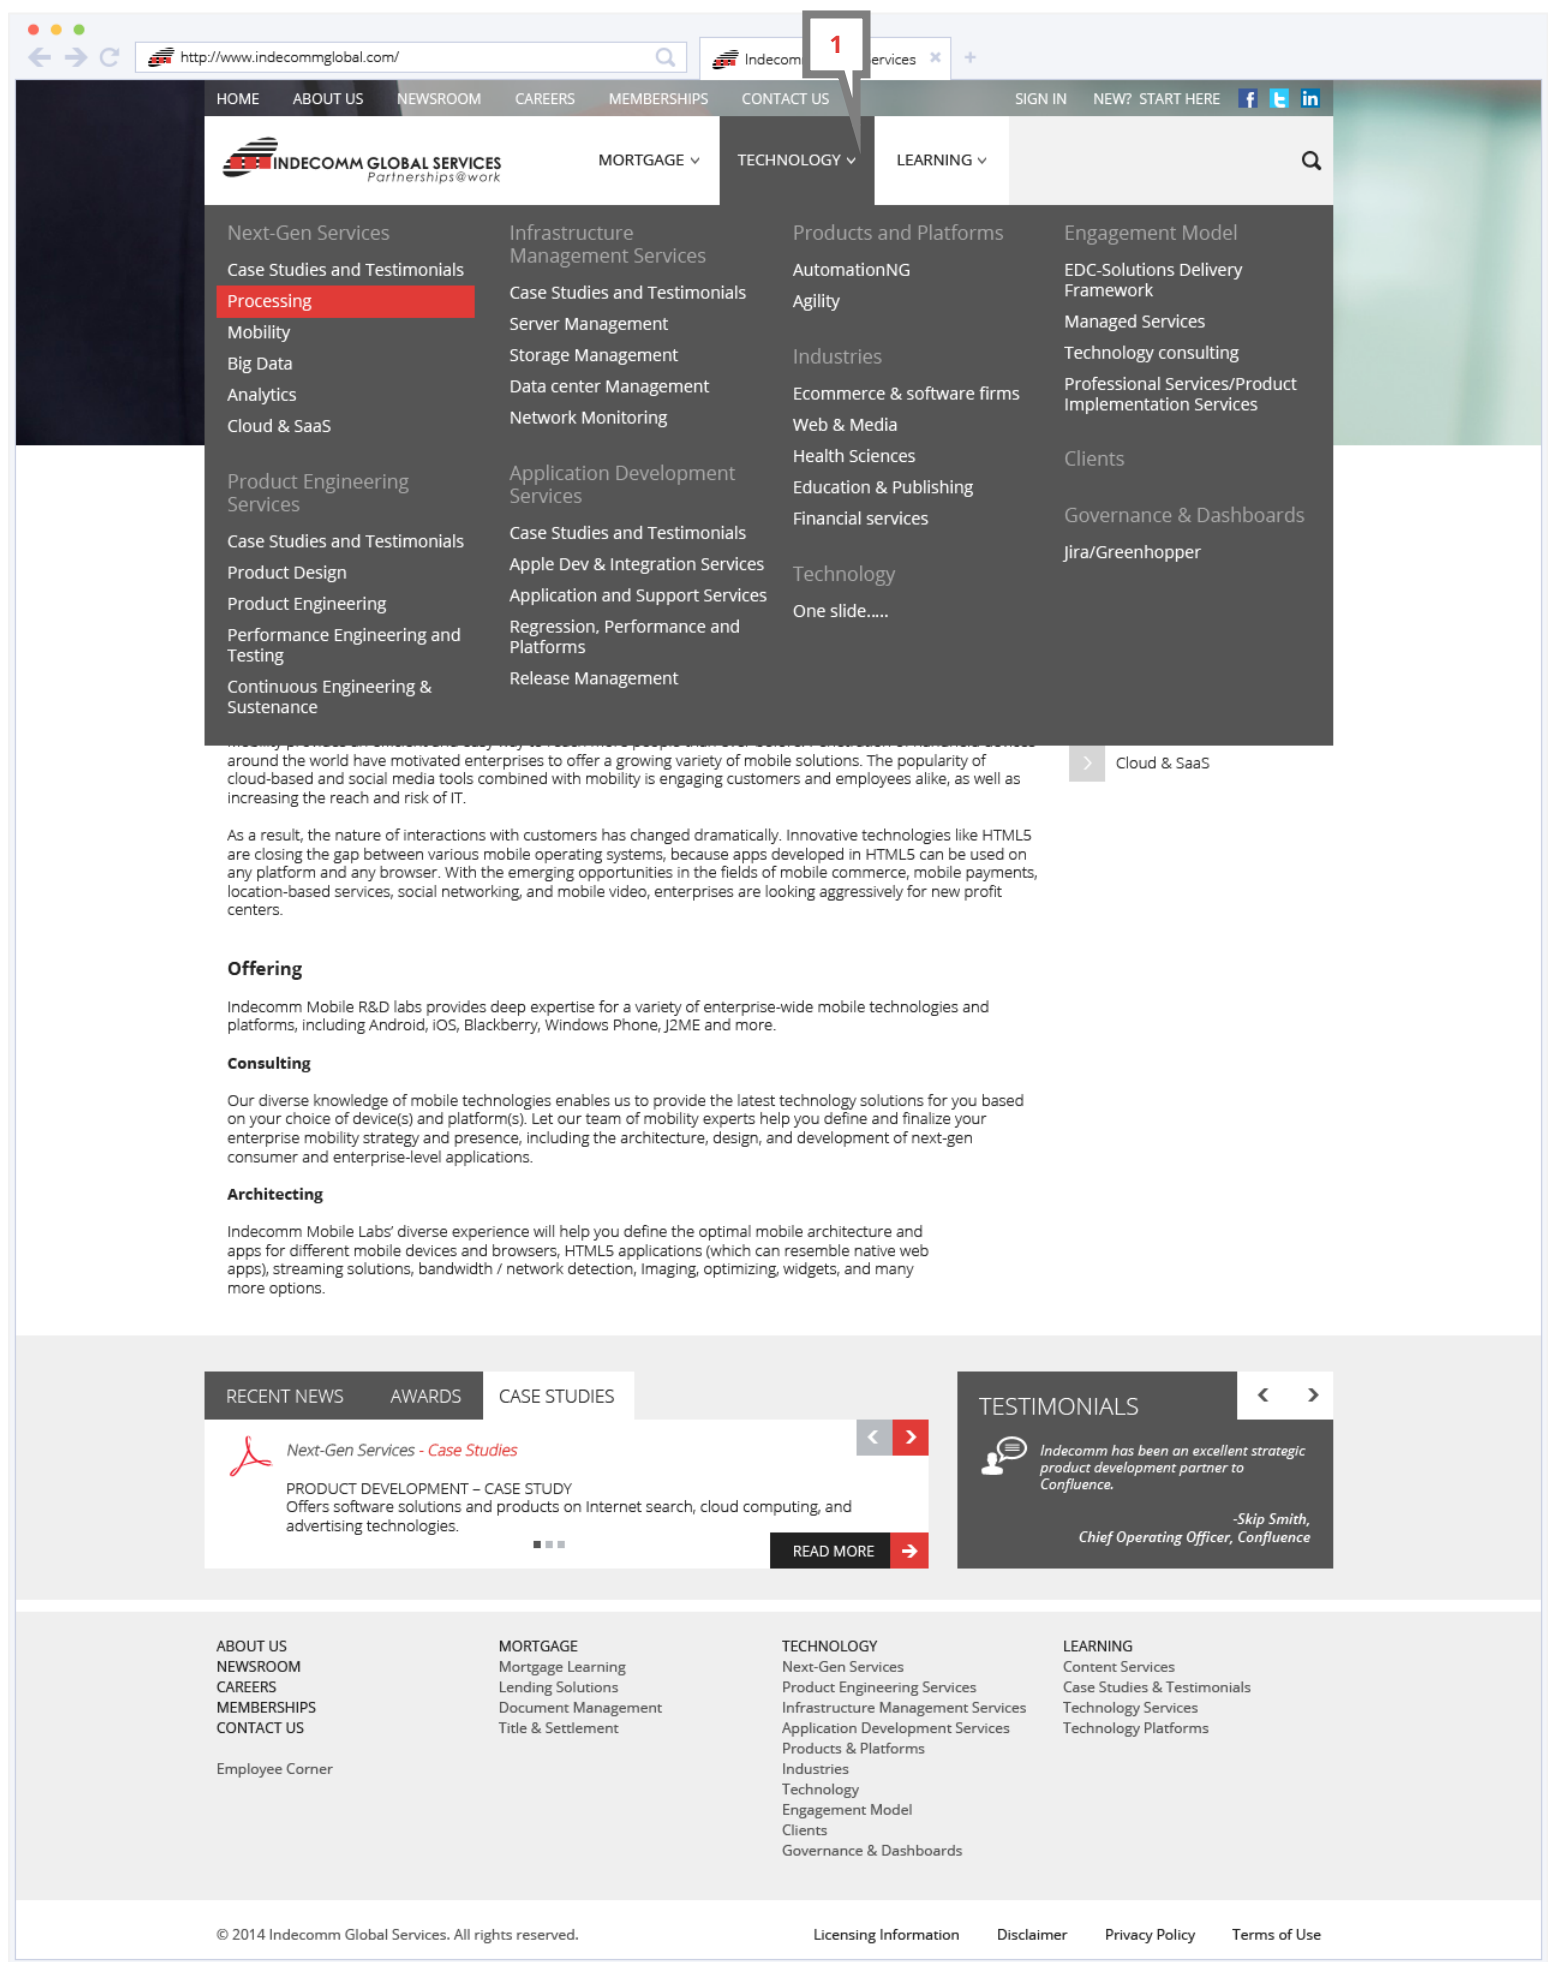 http://www.indecommglobal.com/
Indecom
ervices
1
HOME ABOUT US NEWSROOM CAREERS MEMBERSHIPS CONTACT US SIGN IN NEW? START HERE
INDECOMM GLOBAL SERVICES
Partnerships@work
MORTGAGE TECHNOLOGY LEARNING
Next-Gen Services
Case Studies and Testimonials
Processing
Mobility
Big Data
Analytics
Cloud & SaaS
Product Engineering
Services
Case Studies and Testimonials
Product Design
Product Engineering
Performance Engineering and
Testing
Continuous Engineering &
Sustenance
Infrastructure
Management Services
Case Studies and Testimonials
Server Management
Storage Management
Data center Management
Network Monitoring
Application Development
Services
Case Studies and Testimonials
Apple Dev & Integration Services
Application and Support Services
Regression, Performance and
Platforms
Release Management
Products and Platforms
AutomationNG
Agility
Industries
Ecommerce & software firms
Web & Media
Health Sciences
Education & Publishing
Financial services
Technology
One slide.....
Engagement Model
EDC-Solutions Delivery
Framework
Managed Services
Technology consulting
Professional Services/Product
Implementation Services
Clients
Governance & Dashboards
Jira/Greenhopper
around the world have motivated enterprises to offer a growing variety of mobile solutions. The popularity of
cloud-based and social media tools combined with mobility is engaging customers and employees alike, as well as
increasing the reach and risk of IT.
Cloud & SaaS
As a result, the nature of interactions with customers has changed dramatically. Innovative technologies like HTML5
are closing the gap between various mobile operating systems, because apps developed in HTML5 can be used on
any platform and any browser. With the emerging opportunities in the fields of mobile commerce, mobile payments,
location-based services, social networking, and mobile video, enterprises are looking aggressively for new profit
centers.
Offering
Indecomm Mobile R&D labs provides deep expertise for a variety of enterprise-wide mobile technologies and
platforms, including Android, iOS, Blackberry, Windows Phone, J2ME and more.
Consulting
Our diverse knowledge of mobile technologies enables us to provide the latest technology solutions for you based
on your choice of device(s) and platform(s). Let our team of mobility experts help you define and finalize your
enterprise mobility strategy and presence, including the architecture, design, and development of next-gen
consumer and enterprise-level applications.
Architecting
Indecomm Mobile Labs’ diverse experience will help you define the optimal mobile architecture and
apps for different mobile devices and browsers, HTML5 applications (which can resemble native web
apps), streaming solutions, bandwidth / network detection, Imaging, optimizing, widgets, and many
more options.
RECENT NEWS AWARDS CASE STUDIES
Next-Gen Services - Case Studies
PRODUCT DEVELOPMENT – CASE STUDY
Offers software solutions and products on Internet search, cloud computing, and
advertising technologies.
READ MORE
TESTIMONIALS
Indecomm has been an excellent strategic
product development partner to
Confluence.
-Skip Smith,
Chief Operating Officer, Confluence
ABOUT US
NEWSROOM
CAREERS
MEMBERSHIPS
CONTACT US
Employee Corner
MORTGAGE
Mortgage Learning
Lending Solutions
Document Management
Title & Settlement
TECHNOLOGY
Next-Gen Services
Product Engineering Services
Infrastructure Management Services
Application Development Services
Products & Platforms
Industries
Technology
Engagement Model
Clients
Governance & Dashboards
LEARNING
Content Services
Case Studies & Testimonials
Technology Services
Technology Platforms
© 2014 Indecomm Global Services. All rights reserved.
Licensing Information Disclaimer Privacy Policy Terms of Use